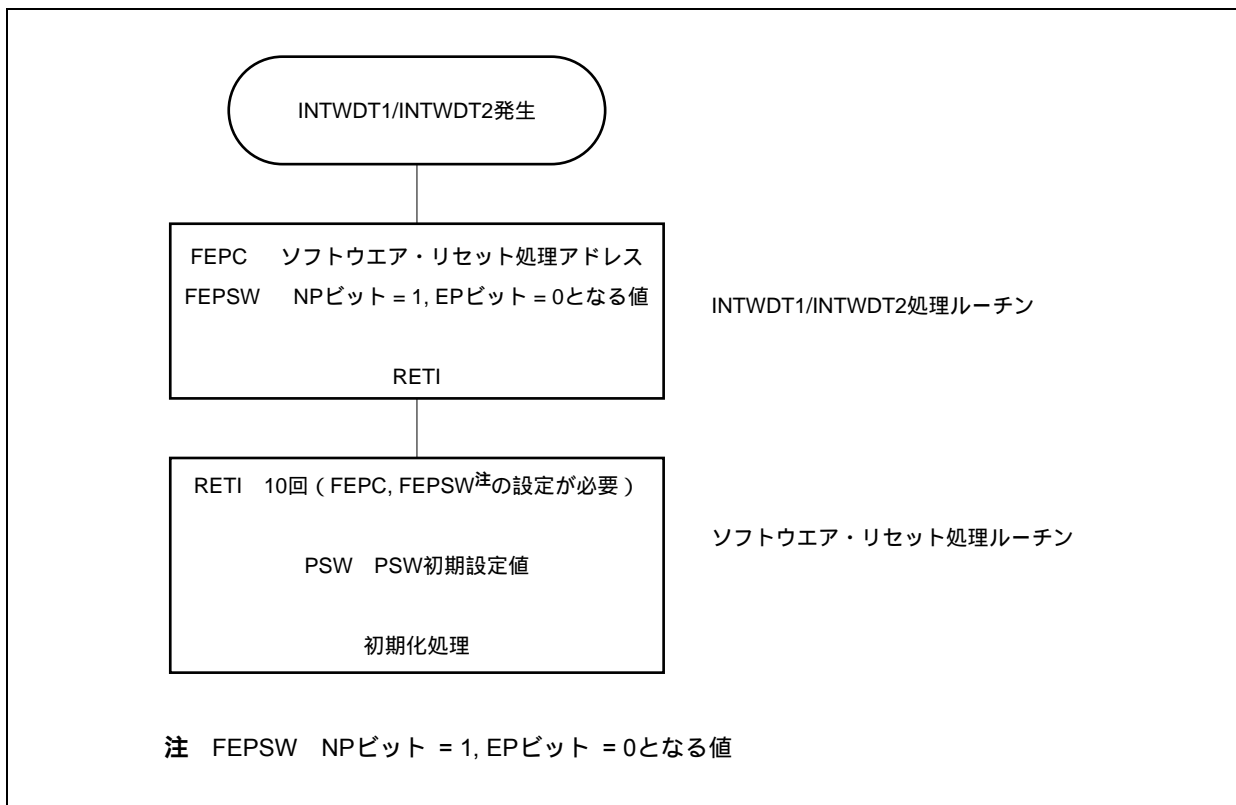 INTWDT1/INTWDT2発生
FEPC ソフトウエア・リセット処理アドレス
FEPSW NPビット = 1, EPビット = 0となる値
RETI
INTWDT1/INTWDT2処理ルーチン
RETI 10回（FEPC, FEPSW注の設定が必要）
PSW PSW初期設定値
初期化処理
ソフトウエア・リセット処理ルーチン
注 FEPSW NPビット = 1, EPビット = 0となる値